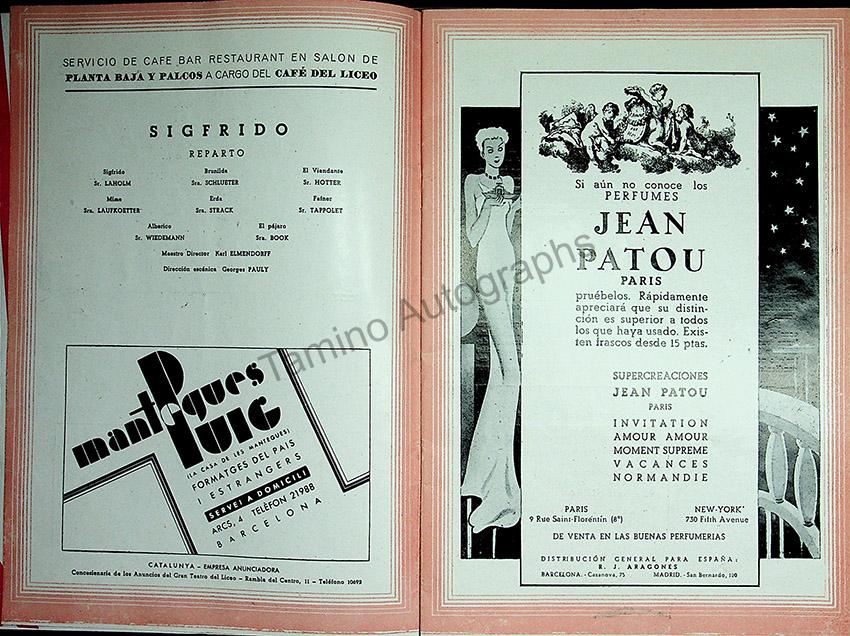 SERVICIO DE CAFE BAR RESTAURANT EN SALON DE
PLANTA BAJA Y PALCOS A CARGO DEL CAFÉ DEL LICEO
SIGFRIDO
REPARTO
Sigfrido Brunilda El Viandante
Sr. LAHOLM Sra. SCHLUETER Sr. HOTTER
Mime Erda Fafner
Sra. LAUFKOETTER Sra. STRACK Sr. TAPPOLET
Alberico El pájaro
Sr. WIEDEMANN Sra. BOOK
Maestro Director Karl ELMENDORFF
Dirección escénica Georges PAULY
mantegues
PUIG
(LA CASA DE LES MANTEGUES)
FORMATGES DEL PAIS
I ESTRANGERS
SERVEI A DOMICILI
ARCS, 4 TELÈFON 21988
BARCELONA
CATALUNYA - EMPRESA ANUNCIADORA
Concesionaria de los Anuncios del Gran Teatro del Liceo - Rambla del Centro, 11 - Teléfono 10693
Si aún no conoce los
PERFUMES
JEAN
PATOU
PARIS
pruébelos. Rápidamente
apreciará que su distin-
ción es superior a todos
los que haya usado. Exis-
ten frascos desde 15 ptas.
SUPERCREACIONES
JEAN PATOU
PARIS
INVITATION
AMOUR AMOUR
MOMENT SUPREME
VACANCES
NORMANDIE
PARIS NEW-YORK
9 Rue Saint-Florentin (8º) 730 Fifth Avenue
DE VENTA EN LAS BUENAS PERFUMERIAS
DISTRIBUCIÓN GENERAL PARA ESPAÑA:
R. J. ARAGONES
BARCELONA.-Casanova, 75 MADRID.-San Bernardo, 120
Tamino Autographs